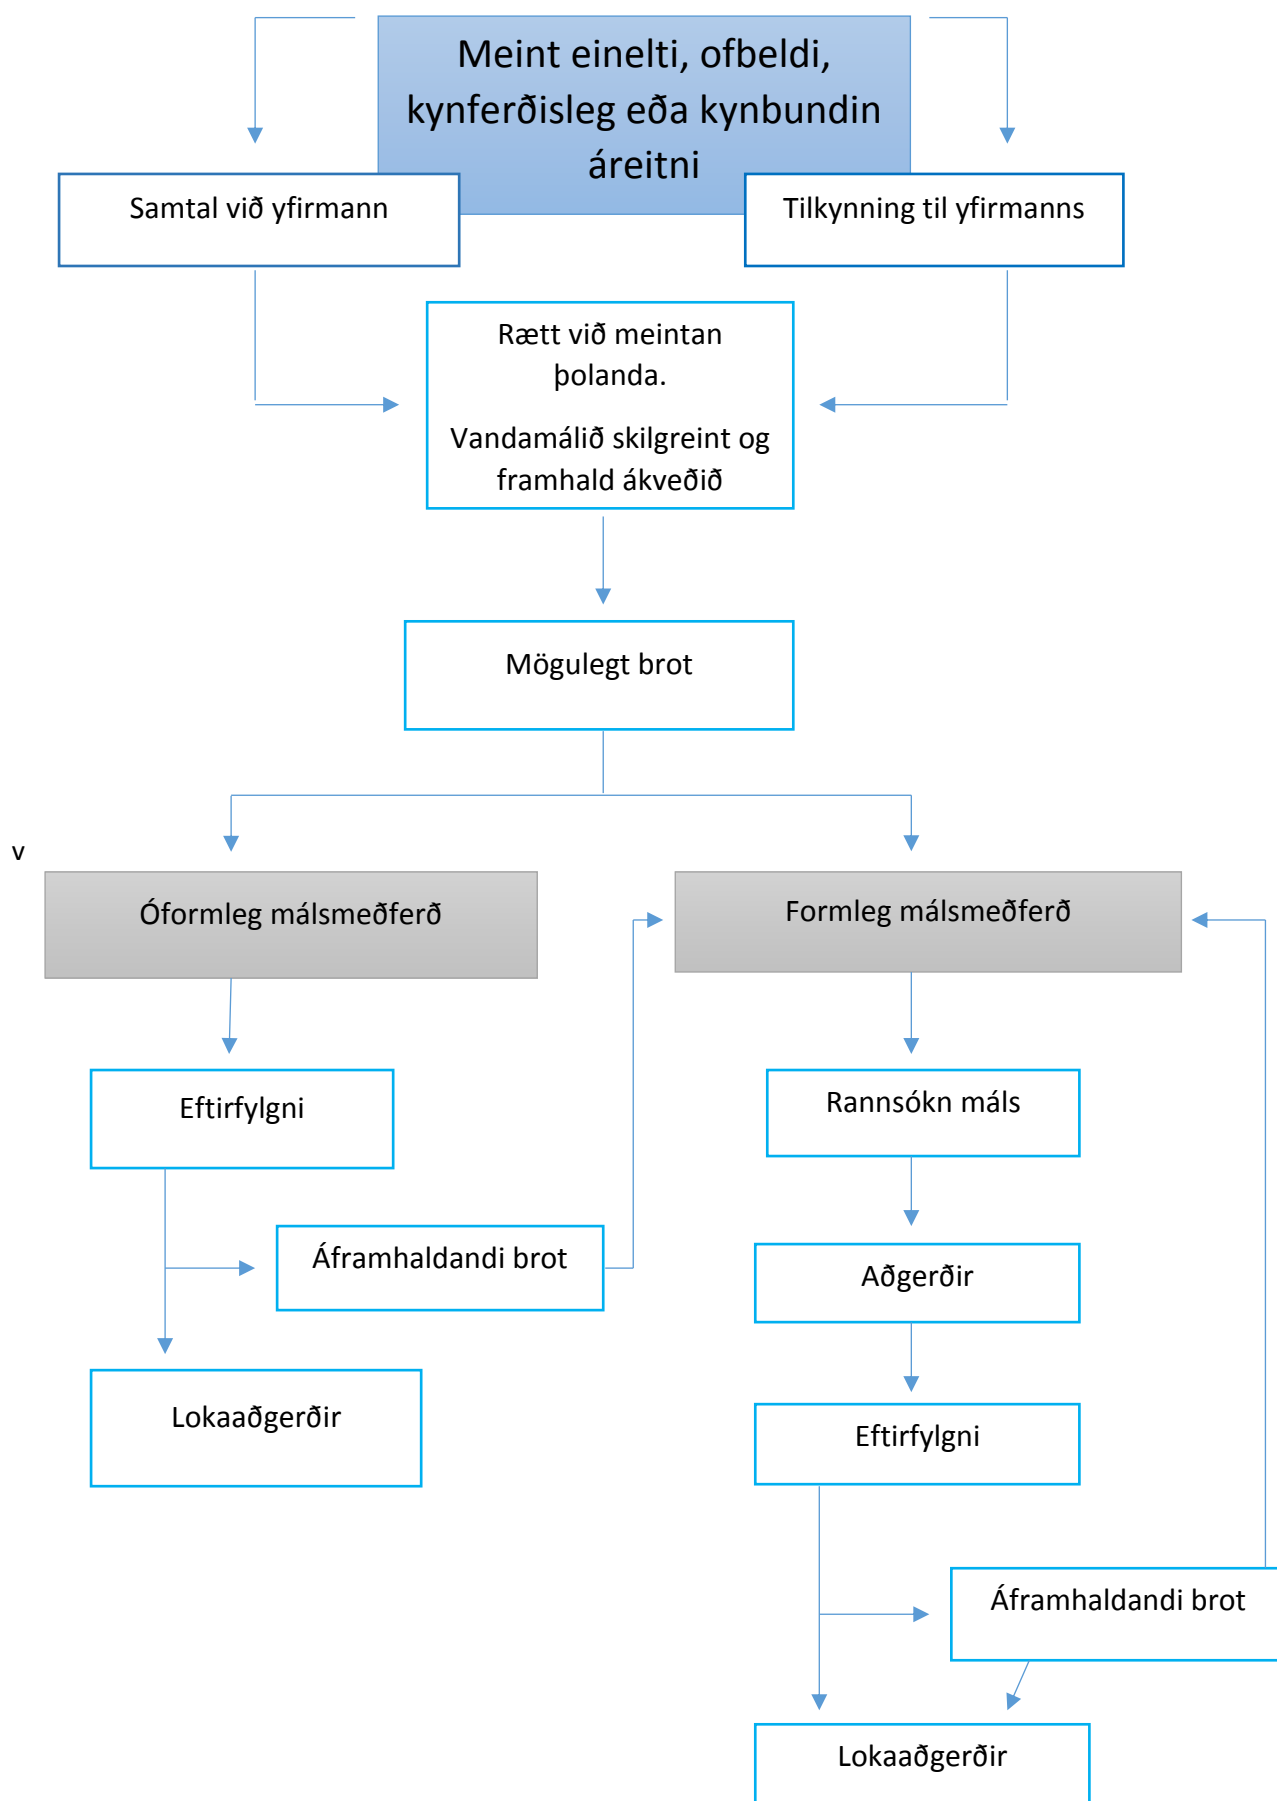 Meint einelti, ofbeldi,
kynferðisleg eða kynbundin
áreitni
Samtal við yfirmann
Tilkynning til yfirmanns
Rætt við meintan
þolanda.
Vandamálið skilgreint og
framhald ákveðið
Mögulegt brot
v
Óformleg málsmeðferð
Formleg málsmeðferð
Eftirfylgni
Rannsókn máls
Áframhaldandi brot
Aðgerðir
Lokaaðgerðir
Eftirfylgni
Áframhaldandi brot
Lokaaðgerðir